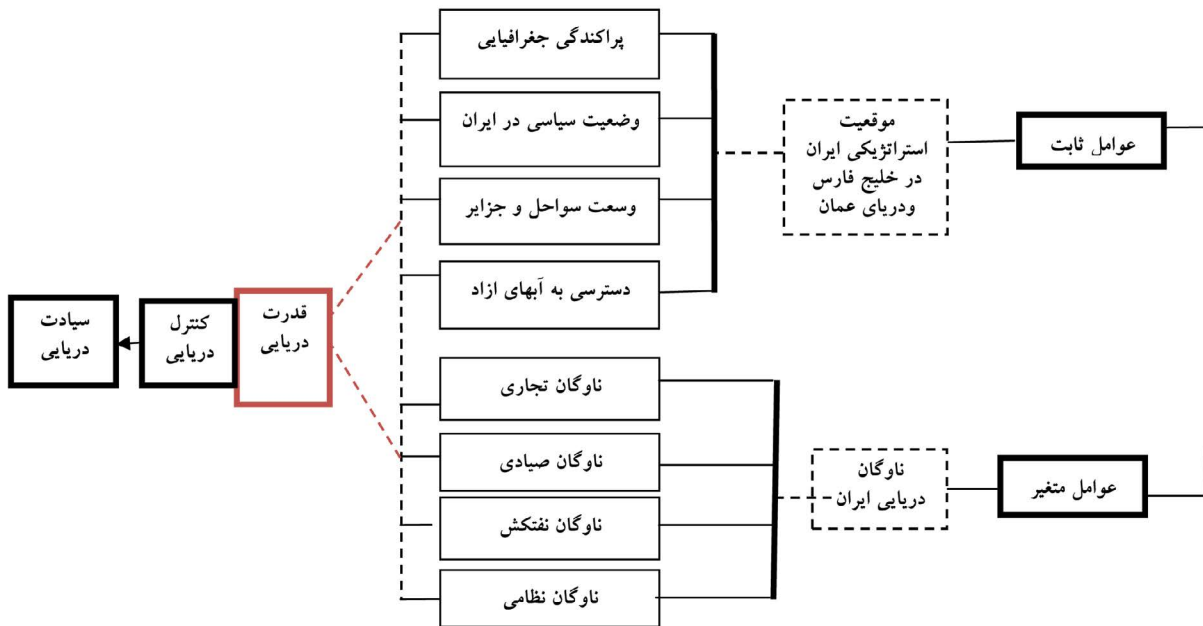 عوامل ثابت
موقعیت
استراتژیکی ایران
در خلیج فارس
ودریای عمان
پراکندگی جغرافیایی
وضعیت سیاسی در ایران
وسعت سواحل و جزایر
دسترسی به آبهای ازاد
عوامل متغیر
ناوگان
دریایی ایران
ناوگان تجاری
ناوگان صیادی
ناوگان نفتکش
ناوگان نظامی
قدرت
دریایی
کنترل
دریایی
سیادت
دریایی